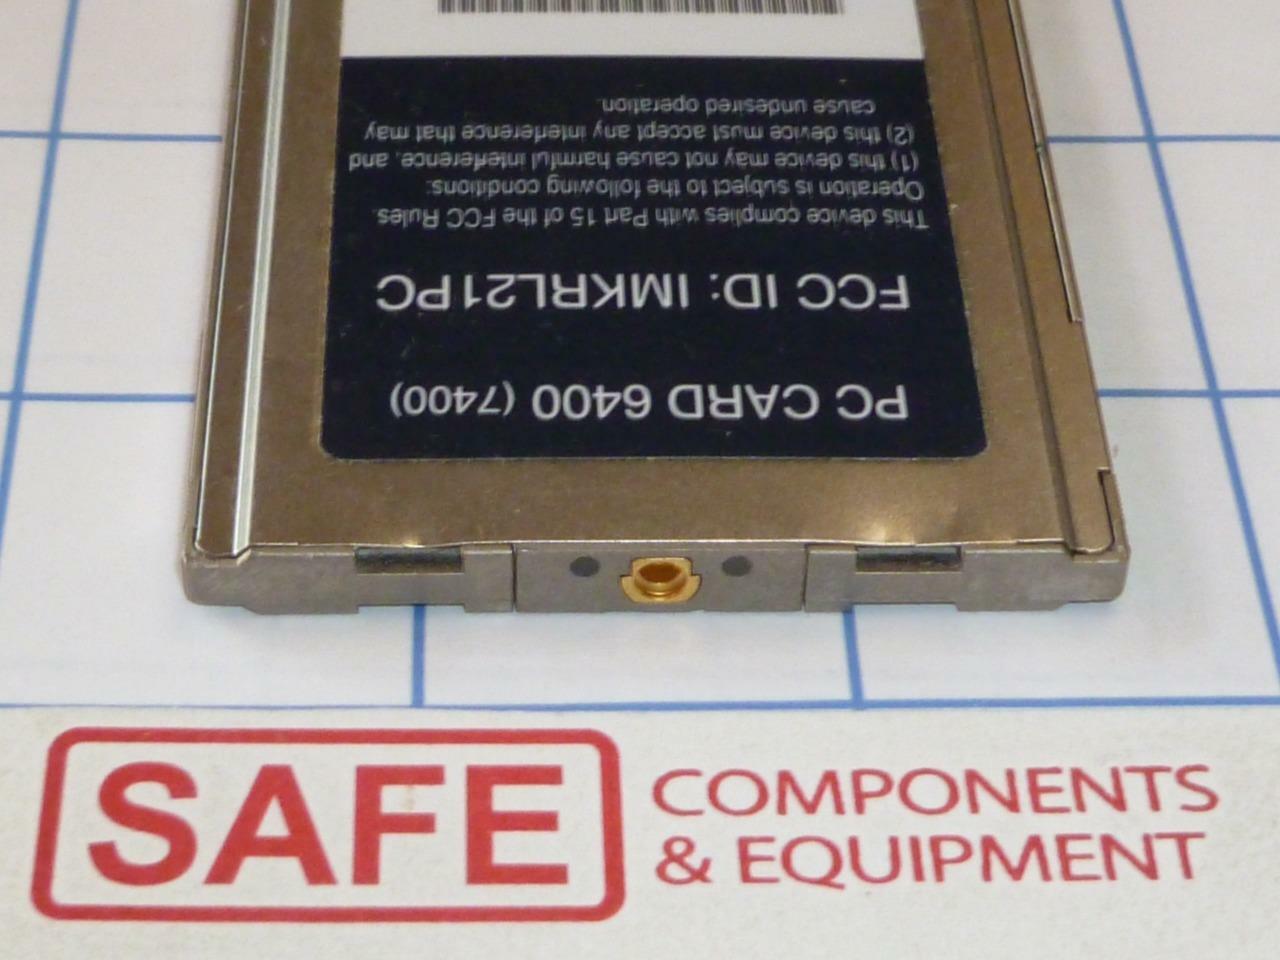 PC CARD 6400 (7400)
FCC ID: IMKRL21PC
This device complies with Part 15 of the FCC Rules.
Operation is subject to the following conditions:
(1) this device may not cause harmful interference, and,
(2) this device must accept any interference that may
cause undesired operation.
SAFE
COMPONENTS
& EQUIPMENT